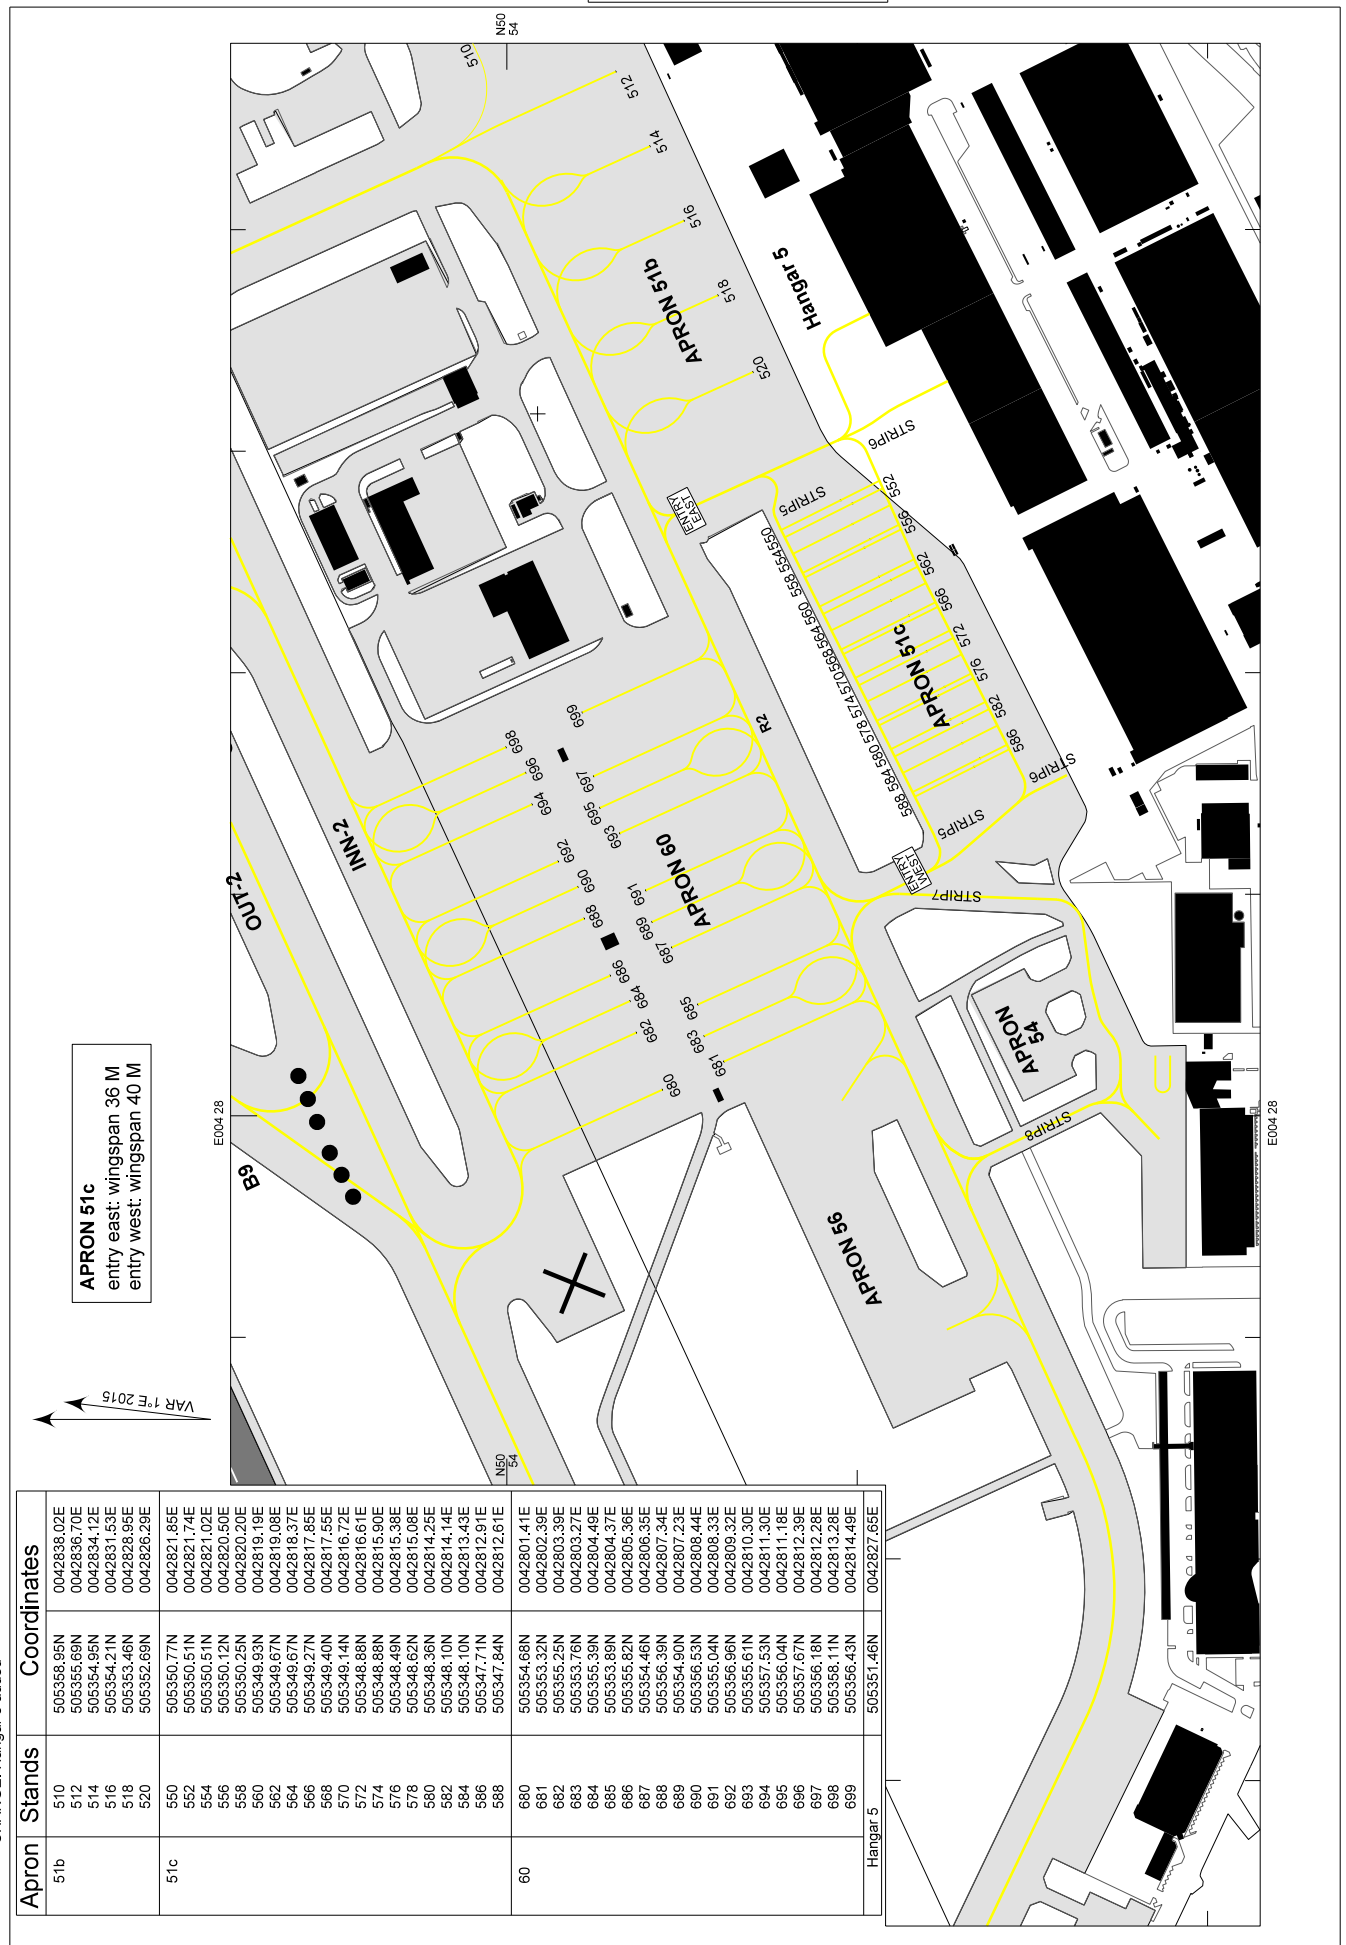 APRON 51c
entry east: wingspan 36 M
entry west: wingspan 40 M
VAR 1°E 2015
Apron Stands Coordinates
51b 510 505358.95N 0042838.02E
512 505355.69N 0042836.70E
514 505354.95N 0042834.12E
516 505354.21N 0042831.53E
518 505353.46N 0042828.95E
520 505352.69N 0042826.29E
51c 550 505350.77N 0042821.85E
552 505350.51N 0042821.74E
554 505350.51N 0042821.02E
556 505350.12N 0042820.50E
558 505350.25N 0042820.20E
560 505349.93N 0042819.19E
562 505349.67N 0042819.08E
564 505349.67N 0042818.37E
566 505349.27N 0042817.85E
568 505349.40N 0042817.55E
570 505349.14N 0042816.72E
572 505348.88N 0042816.61E
574 505348.88N 0042815.90E
576 505348.49N 0042815.38E
578 505348.62N 0042815.08E
580 505348.36N 0042814.25E
582 505348.10N 0042814.14E
584 505348.10N 0042813.43E
586 505347.71N 0042812.91E
588 505347.84N 0042812.61E
60 680 505354.68N 0042801.41E
681 505353.32N 0042802.39E
682 505355.25N 0042803.39E
683 505353.76N 0042803.27E
684 505355.39N 0042804.49E
685 505353.89N 0042804.37E
686 505355.82N 0042805.36E
687 505354.46N 0042806.35E
688 505356.39N 0042807.34E
689 505354.90N 0042807.23E
690 505356.53N 0042808.44E
691 505355.04N 0042808.33E
692 505356.96N 0042809.32E
693 505355.61N 0042810.30E
694 505357.53N 0042811.30E
695 505356.04N 0042811.18E
696 505357.67N 0042812.39E
697 505356.18N 0042812.28E
698 505358.11N 0042813.28E
699 505356.43N 0042814.49E
Hangar 5 505351.46N 0042827.65E
E004 28
N50
54
N50
54
E004 28
B9
OUT-2
INN-2
R2
APRON 51b
510
512
514
516
518
520
Hangar 5
ENTRY
EAST
STRIP5
STRIP6
APRON 51c
550
554
558
560
564
568
570
574
578
580
584
588
552
556
562
566
572
576
582
586
ENTRY
WEST
STRIP5
STRIP6
STRIP7
STRIP8
APRON
54
APRON 56
APRON 60
680
682
684
686
688
690
692
694
696
698
681
683
685
687
689
691
693
695
697
699